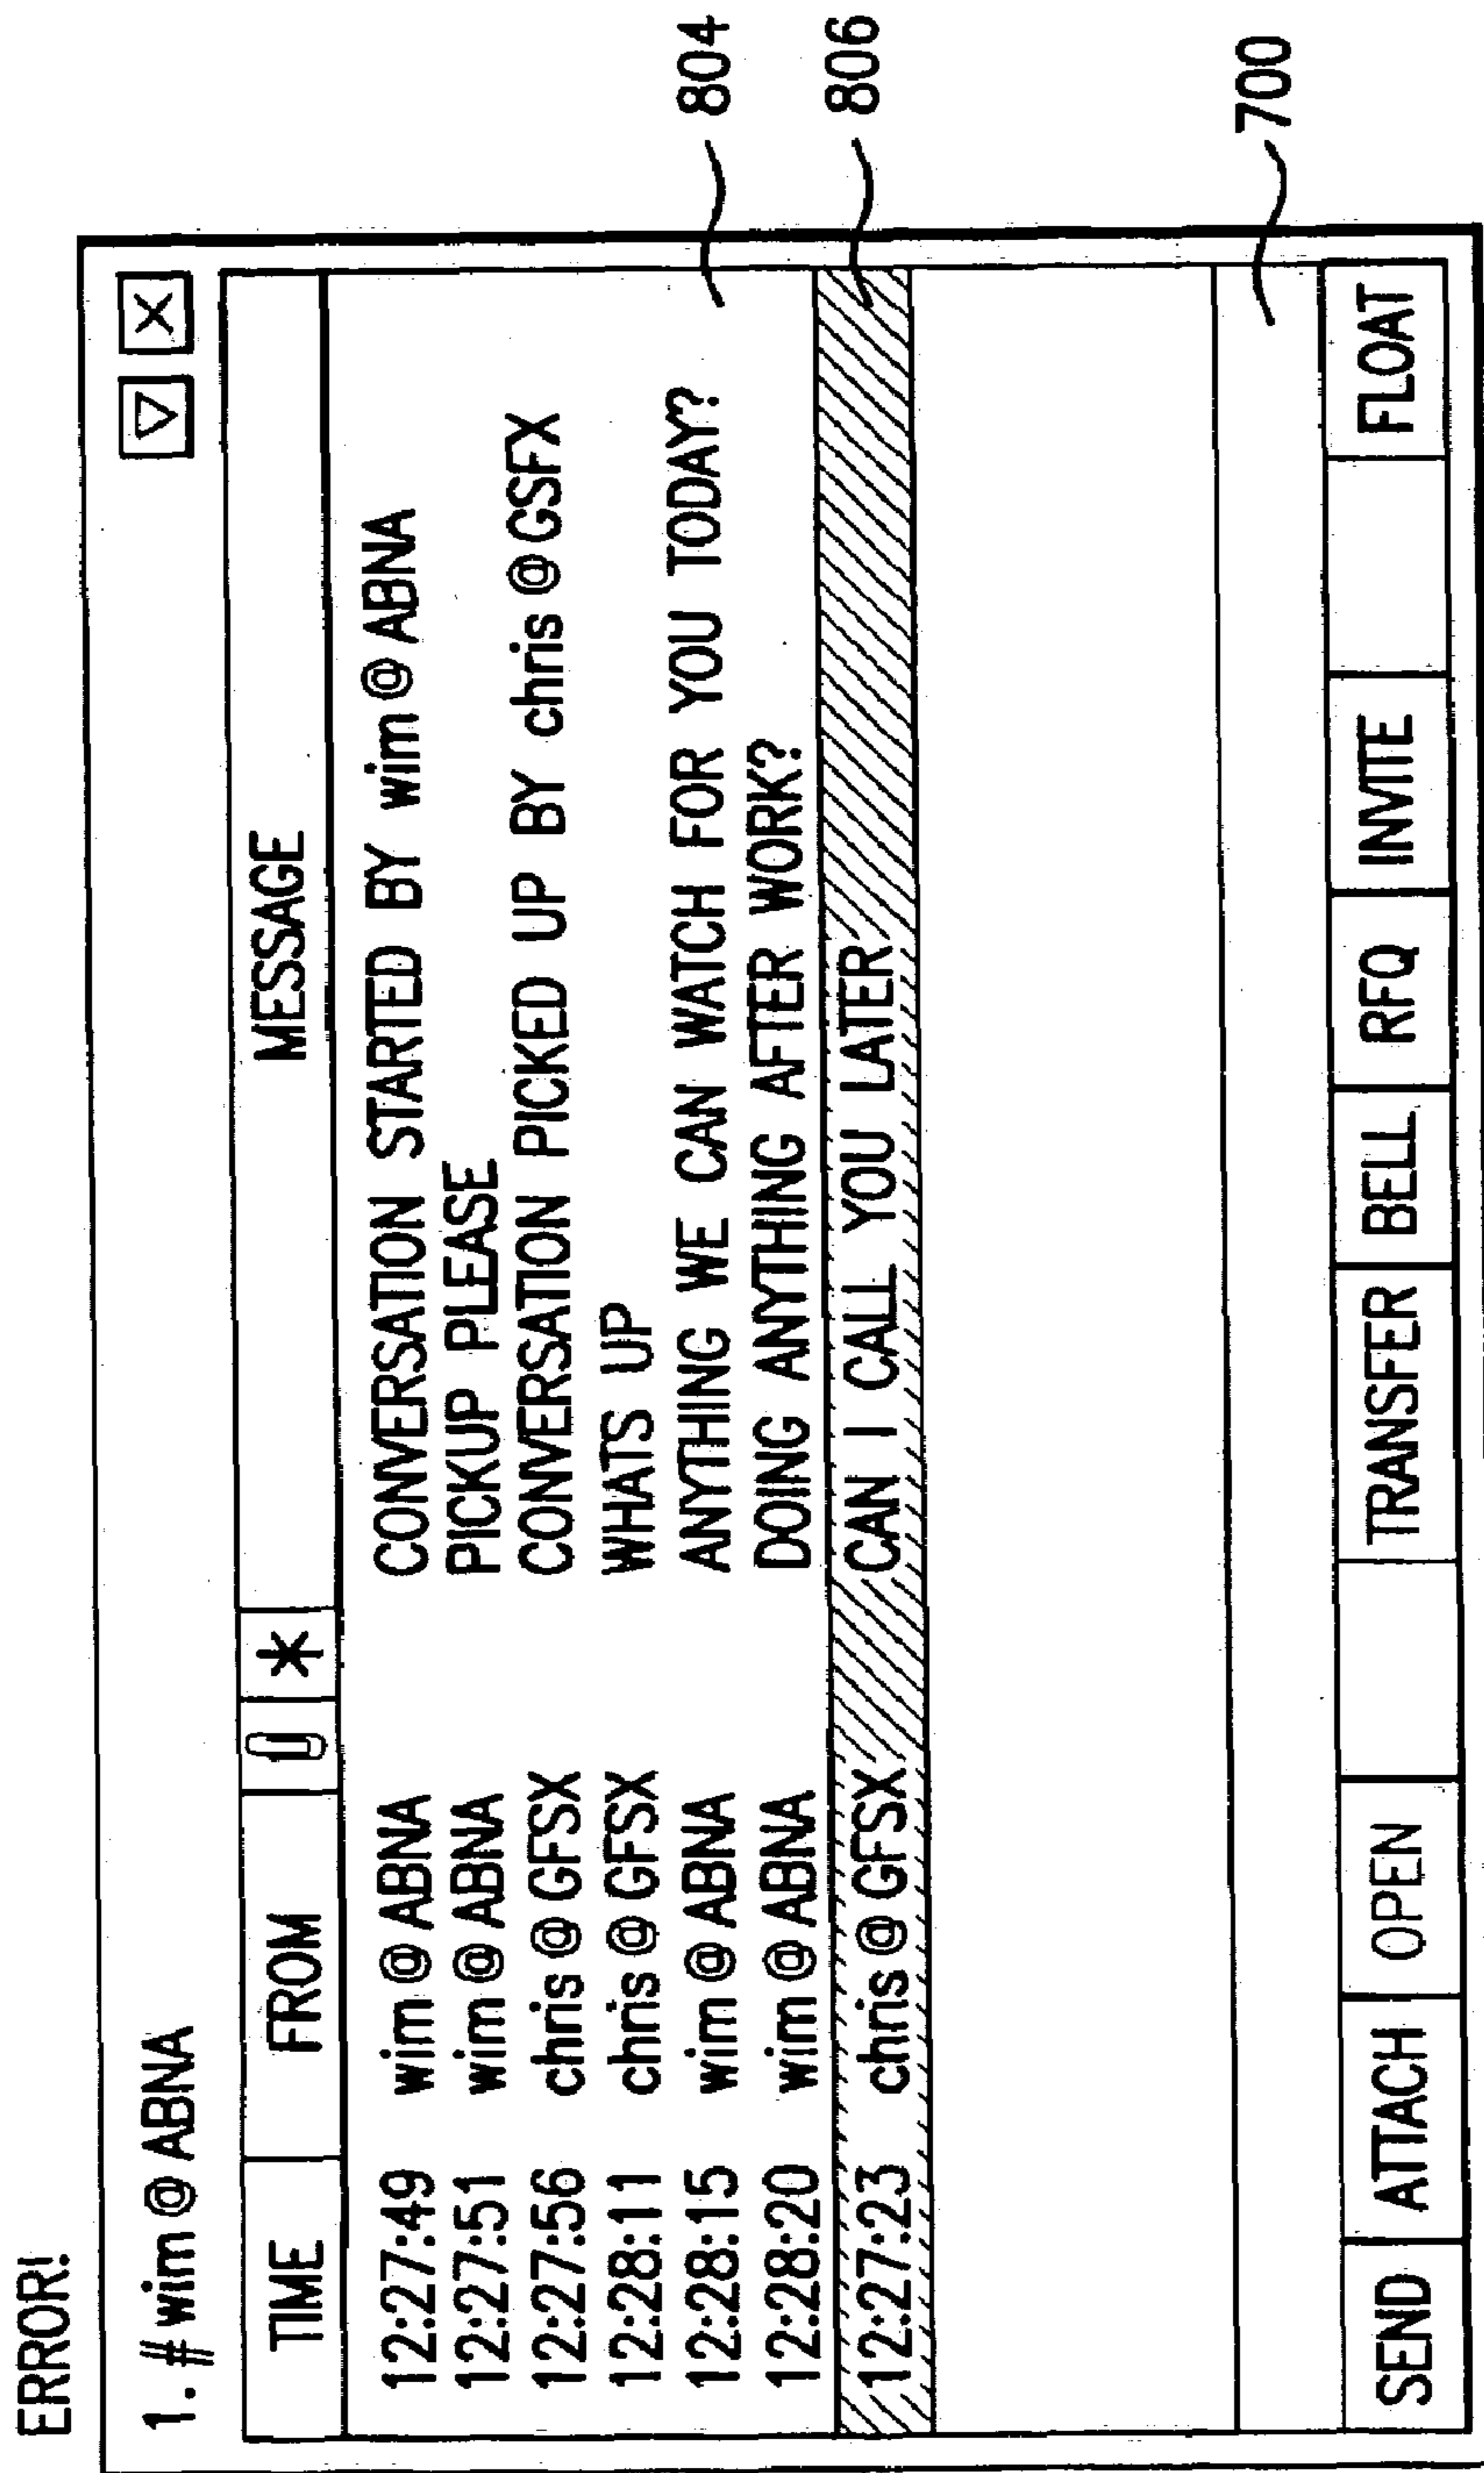 ERROR!
1. # wim @ ABNA
TIME FROM * MESSAGE
12:27:49 wim @ ABNA CONVERSATION STARTED BY wim @ ABNA
12:27:51 wim @ ABNA PICKUP PLEASE
12:27:56 chris @ GFSX CONVERSATION PICKED UP BY chris @ GSFX
12:28:11 chris @ GFSX WHATS UP
12:28:15 wim @ ABNA ANYTHING WE CAN WATCH FOR YOU TODAY? 804
12:28:20 wim @ ABNA DOING ANYTHING AFTER WORK?
12:27:23 chris @ GFSX CAN I CALL YOU LATER 806
700
SEND ATTACH OPEN TRANSFER BELL RFQ INVITE FLOAT